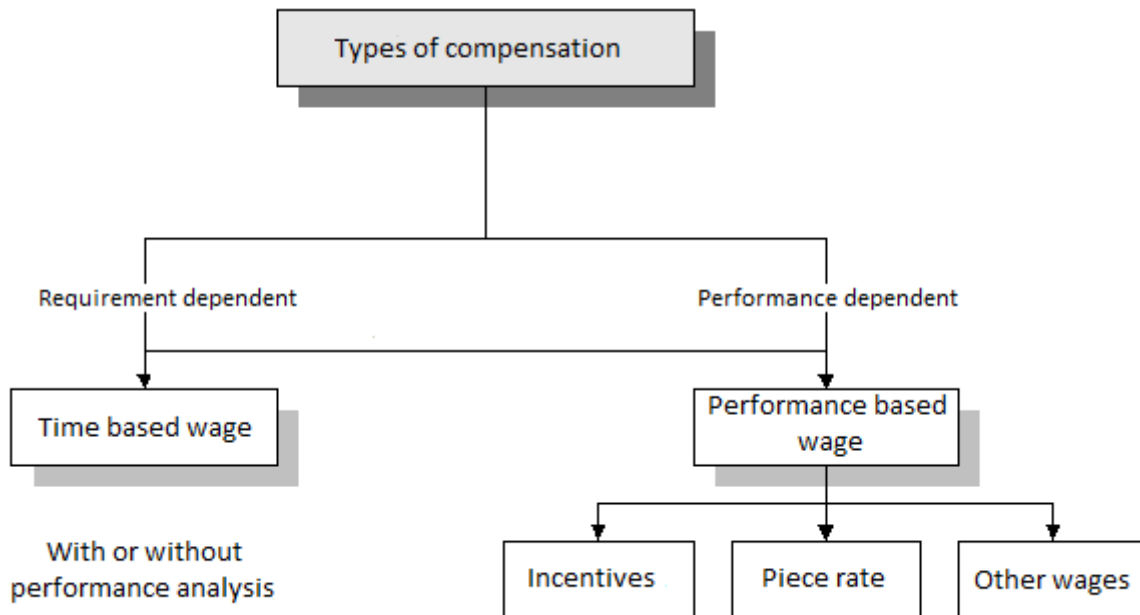 Types of compensation
Requirement dependent
Performance dependent
Time based wage
Performance based
wage
With or without
performance analysis
Incentives
Piece rate
Other wages